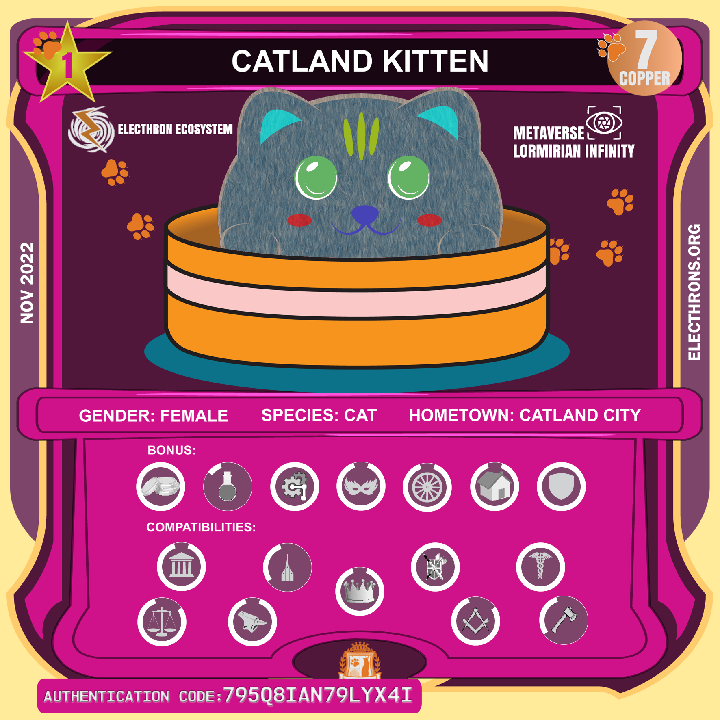 1
CATLAND KITTEN
7
COPPER
ELECTHRON ECOSYSTEM
METAVERSE
LORMIRIAN INFINITY
NOV 2022
ELECTHRONS.ORG
GENDER: FEMALE SPECIES: CAT HOMETOWN: CATLAND CITY
BONUS:
COMPATIBILITIES:
AUTHENTICATION CODE:795Q8IAN79LYX4I